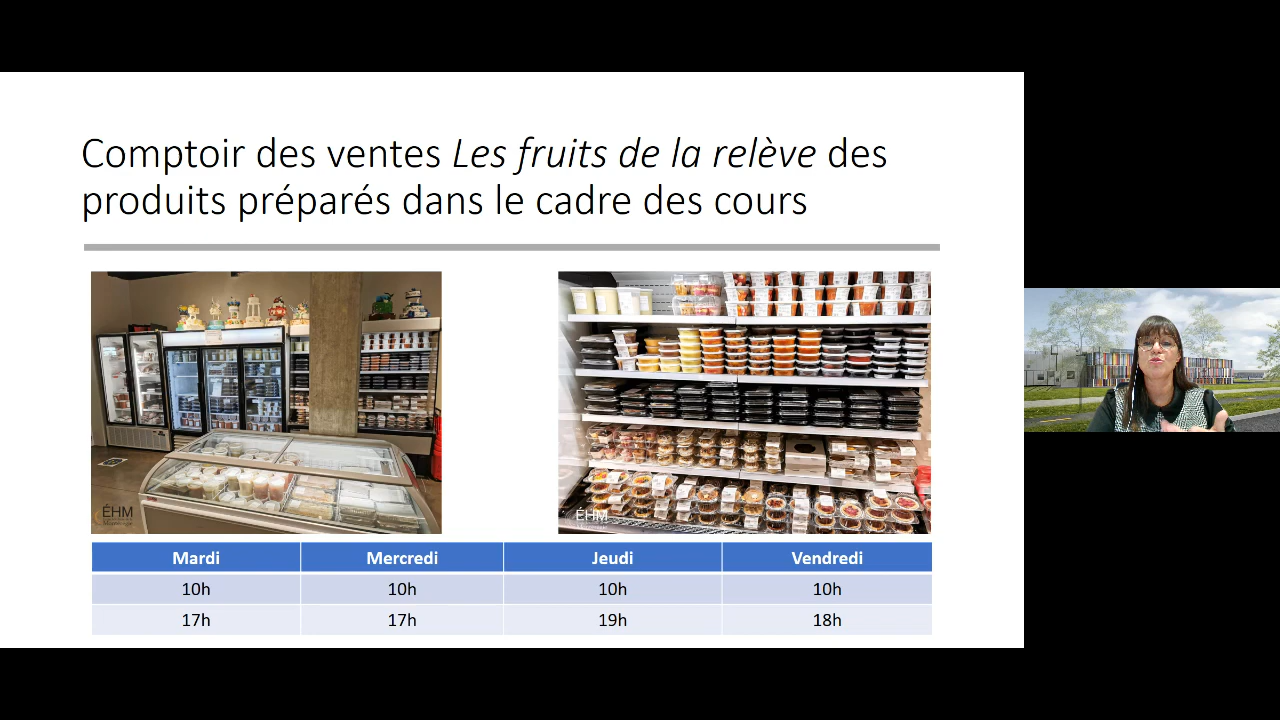 Comptoir des ventes Les fruits de la relève des
produits préparés dans le cadre des cours
ÉHM
ÉHM
Mardi Mercredi Jeudi Vendredi
10h 10h 10h 10h
17h 17h 19h 18h